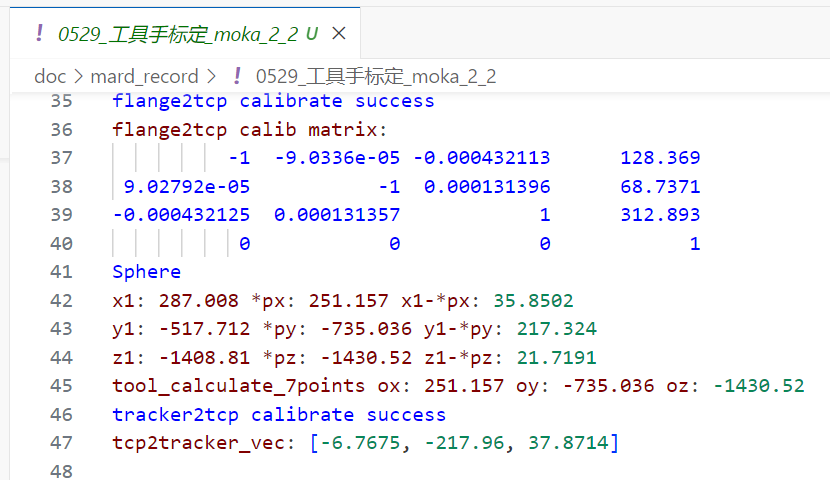 ! 0529_工具手标定_moka_2_2 U ×
doc > mard_record > ! 0529_工具手标定_moka_2_2
35 flange2tcp calibrate success
36 flange2tcp calib matrix:
37 -1 -9.0336e-05 -0.000432113 128.369
38 9.02792e-05 -1 0.000131396 68.7371
39 -0.000432125 0.000131357 1 312.893
40 0 0 0 1
41 Sphere
42 x1: 287.008 *px: 251.157 x1-*px: 35.8502
43 y1: -517.712 *py: -735.036 y1-*py: 217.324
44 z1: -1408.81 *pz: -1430.52 z1-*pz: 21.7191
45 tool_calculate_7points ox: 251.157 oy: -735.036 oz: -1430.52
46 tracker2tcp calibrate success
47 tcp2tracker_vec: [-6.7675, -217.96, 37.8714]
48